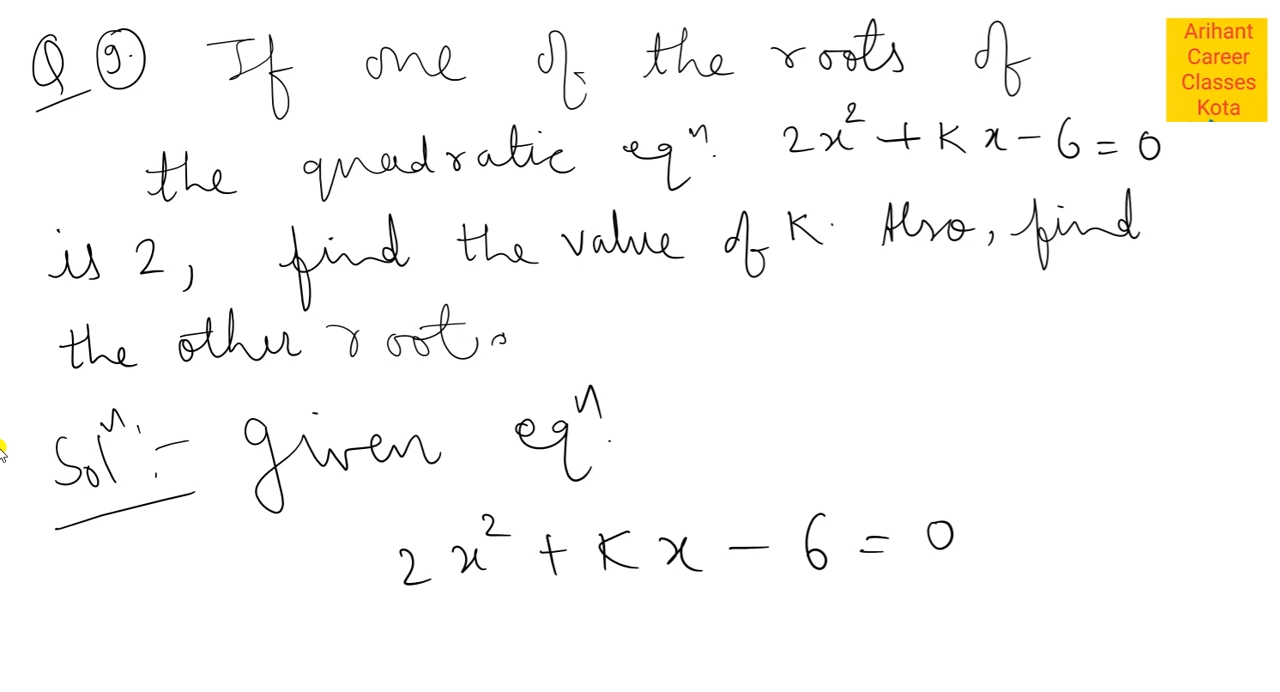 Q 9. If one of the roots of
the quadratic eqⁿ. 2x² + Kx - 6 = 0
is 2, find the value of K. Also, find
the other root.
Solⁿ. :- given eqⁿ.
2x² + Kx - 6 = 0
Arihant
Career
Classes
Kota